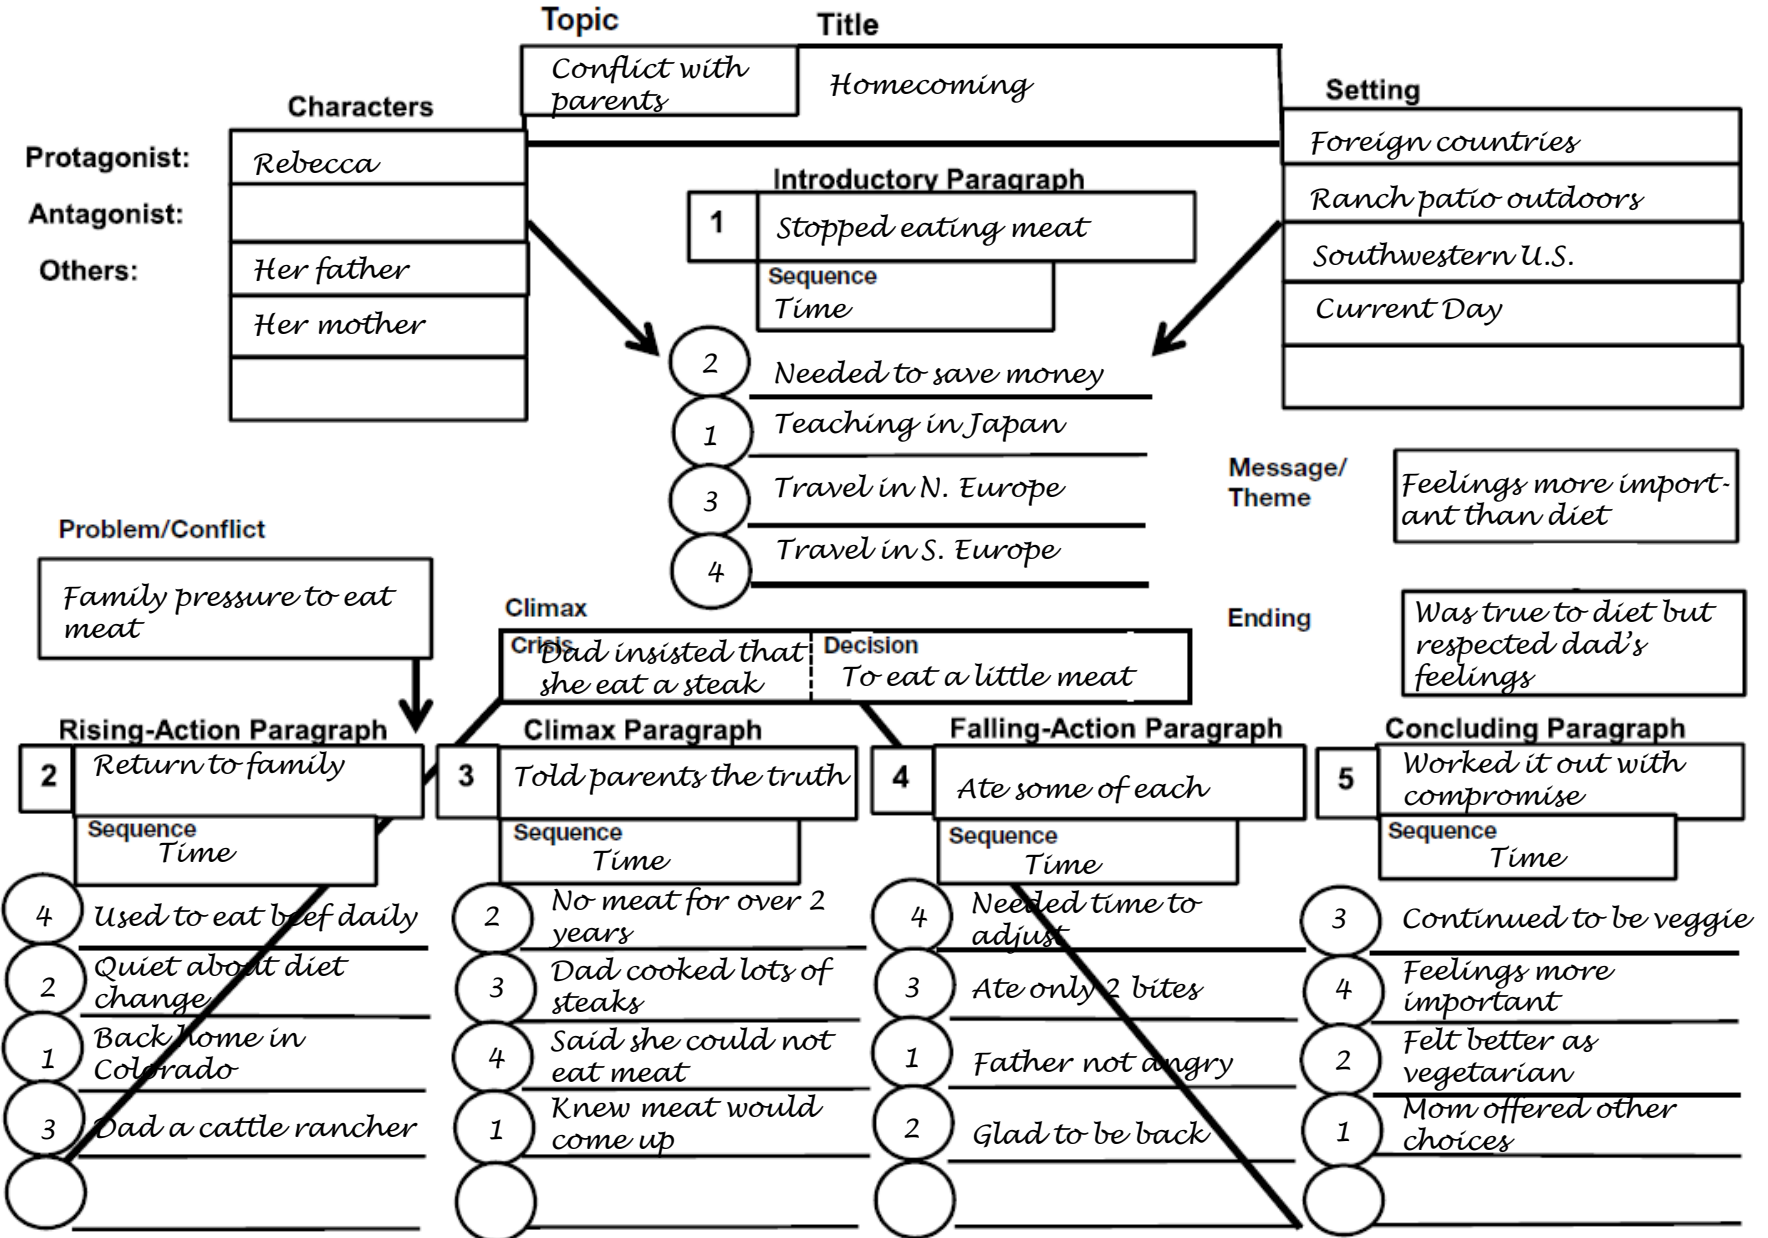 Topic
Title
Conflict with
parents
Homecoming
Characters
Protagonist:
Rebecca
Antagonist:
Others:
Her father
Her mother
Setting
Foreign countries
Ranch patio outdoors
Southwestern U.S.
Current Day
Introductory Paragraph
1
Stopped eating meat
Sequence
Time
2 Needed to save money
1 Teaching in Japan
3 Travel in N. Europe
4 Travel in S. Europe
Message/
Theme
Feelings more import-
ant than diet
Problem/Conflict
Family pressure to eat
meat
Climax
Crisis
Dad insisted that
she eat a steak
Decision
To eat a little meat
Ending
Was true to diet but
respected dad's
feelings
Rising-Action Paragraph
2
Return to family
Sequence
Time
4 Used to eat beef daily
2 Quiet about diet
change
1 Back home in
Colorado
3 Dad a cattle rancher
Climax Paragraph
3
Told parents the truth
Sequence
Time
2 No meat for over 2
years
3 Dad cooked lots of
steaks
4 Said she could not
eat meat
1 Knew meat would
come up
Falling-Action Paragraph
4
Ate some of each
Sequence
Time
4 Needed time to
adjust
3 Ate only 2 bites
1 Father not angry
2 Glad to be back
Concluding Paragraph
5
Worked it out with
compromise
Sequence
Time
3 Continued to be veggie
4 Feelings more
important
2 Felt better as
vegetarian
1 Mom offered other
choices